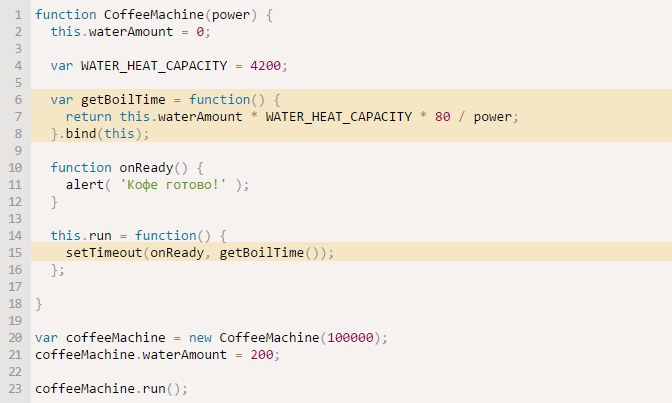 1 function CoffeeMachine(power) {
2   this.waterAmount = 0;
3
4   var WATER_HEAT_CAPACITY = 4200;
5
6   var getBoilTime = function() {
7     return this.waterAmount * WATER_HEAT_CAPACITY * 80 / power;
8   }.bind(this);
9
10   function onReady() {
11     alert( 'Кофе готово!' );
12   }
13
14   this.run = function() {
15     setTimeout(onReady, getBoilTime());
16   };
17
18 }
19
20 var coffeeMachine = new CoffeeMachine(100000);
21 coffeeMachine.waterAmount = 200;
22
23 coffeeMachine.run();